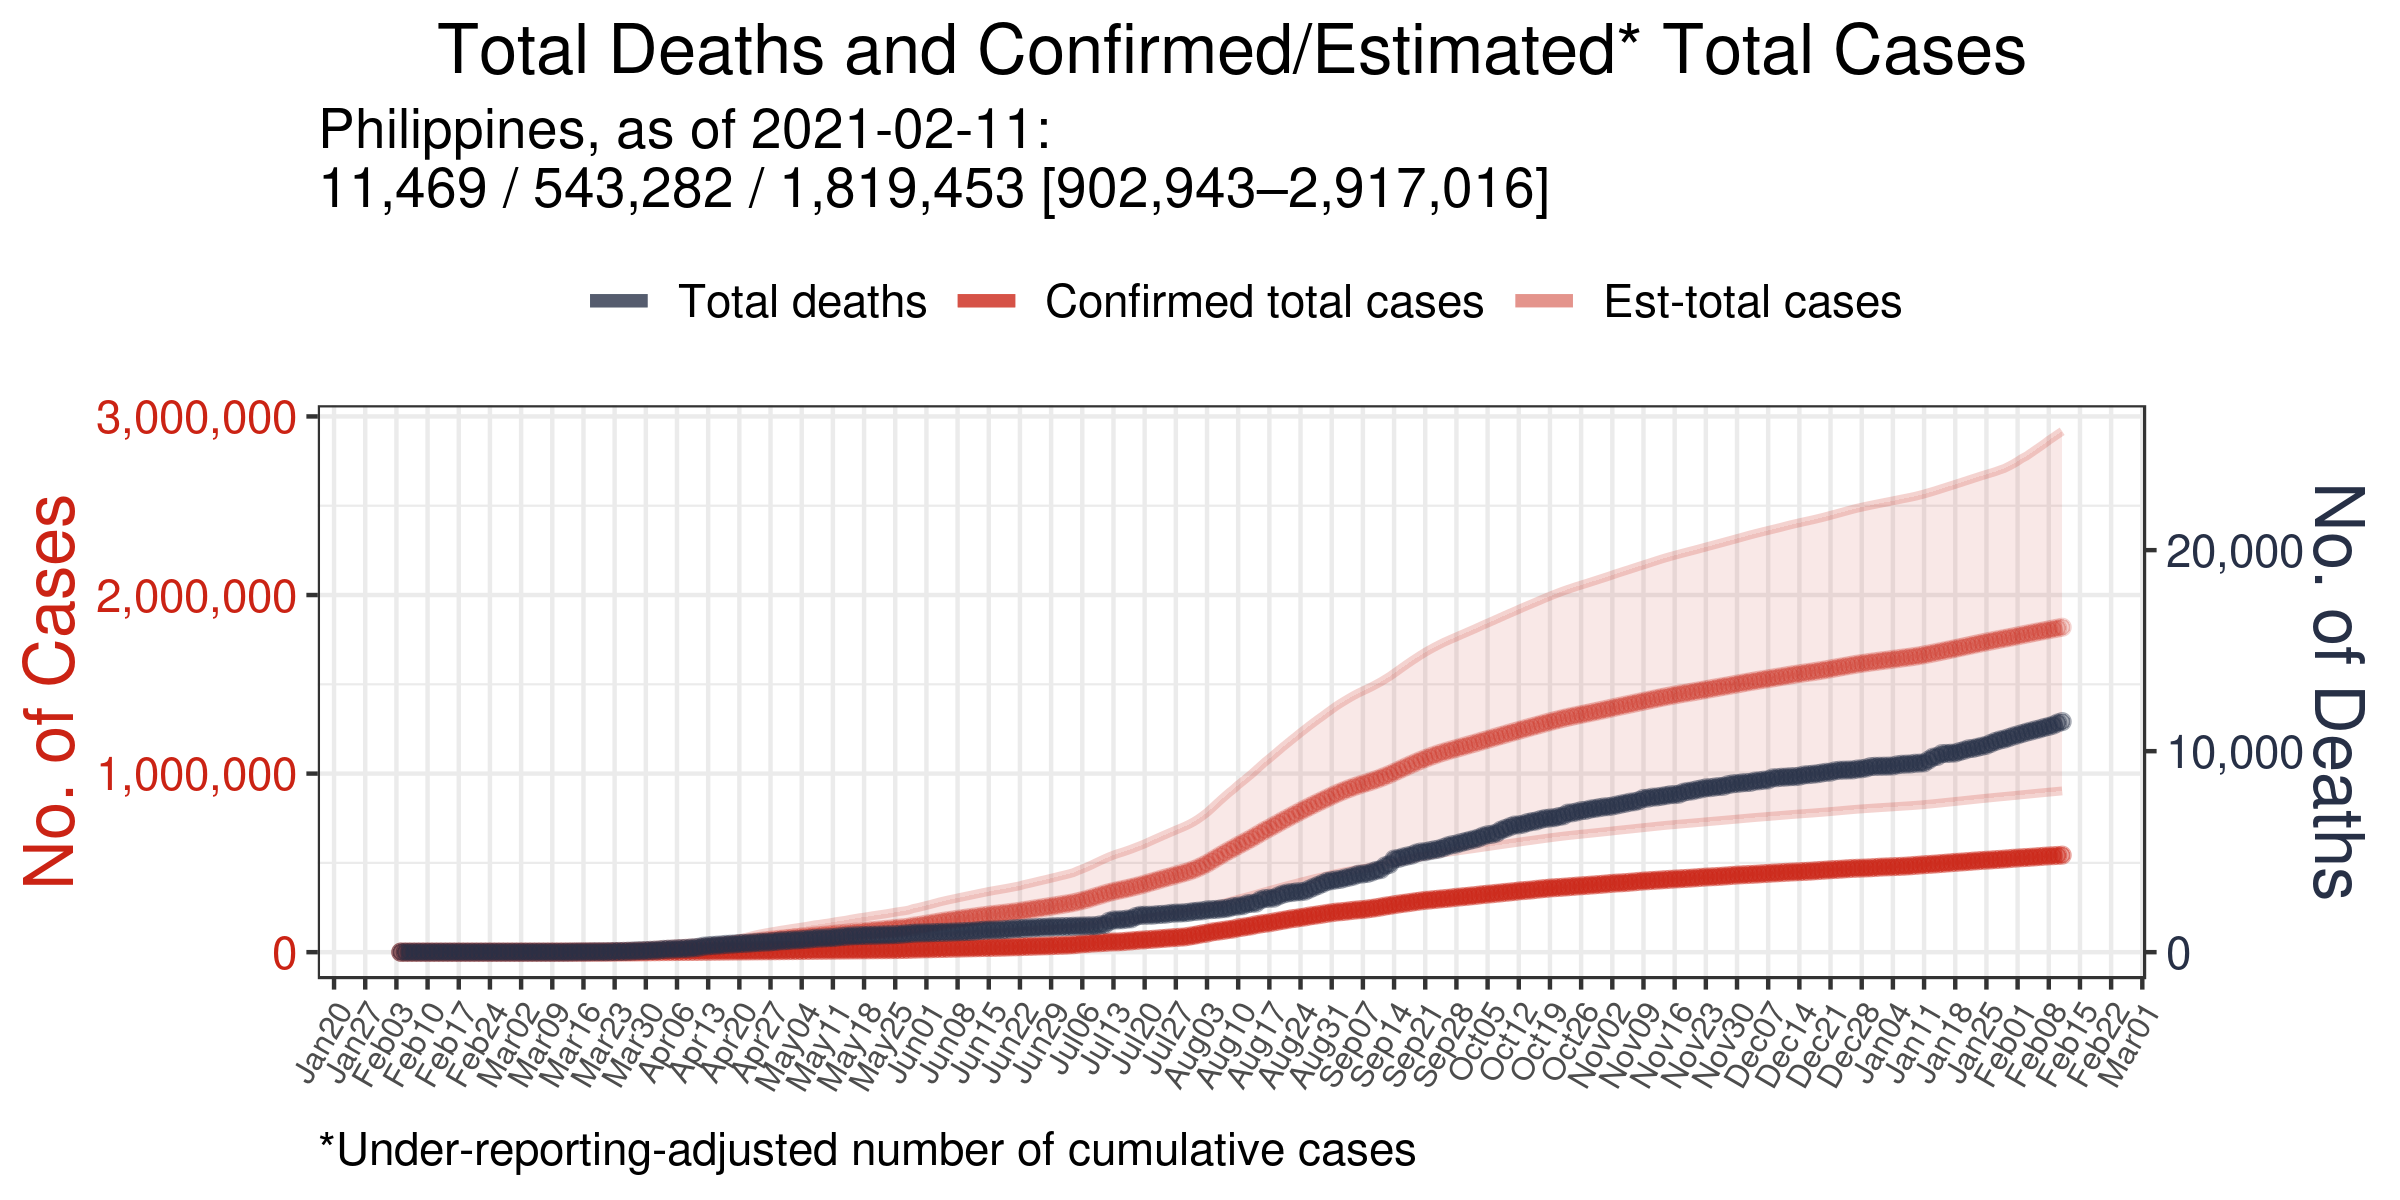 Total Deaths and Confirmed/Estimated* Total Cases
Philippines, as of 2021-02-11:
11,469 / 543,282 / 1,819,453 [902,943–2,917,016]
Total deaths
Confirmed total cases
Est-total cases
No. of Cases
3,000,000
2,000,000
1,000,000
0
20,000
10,000
0
No. of Deaths
Jan20
Jan27
Feb03
Feb10
Feb17
Feb24
Mar02
Mar09
Mar16
Mar23
Mar30
Apr06
Apr13
Apr20
Apr27
May04
May11
May18
May25
Jun01
Jun08
Jun15
Jun22
Jun29
Jul06
Jul13
Jul20
Jul27
Aug03
Aug10
Aug17
Aug24
Aug31
Sep07
Sep14
Sep21
Sep28
Oct05
Oct12
Oct19
Oct26
Nov02
Nov09
Nov16
Nov23
Nov30
Dec07
Dec14
Dec21
Dec28
Jan04
Jan11
Jan18
Jan25
Feb01
Feb08
Feb15
Feb22
Mar01
*Under-reporting-adjusted number of cumulative cases